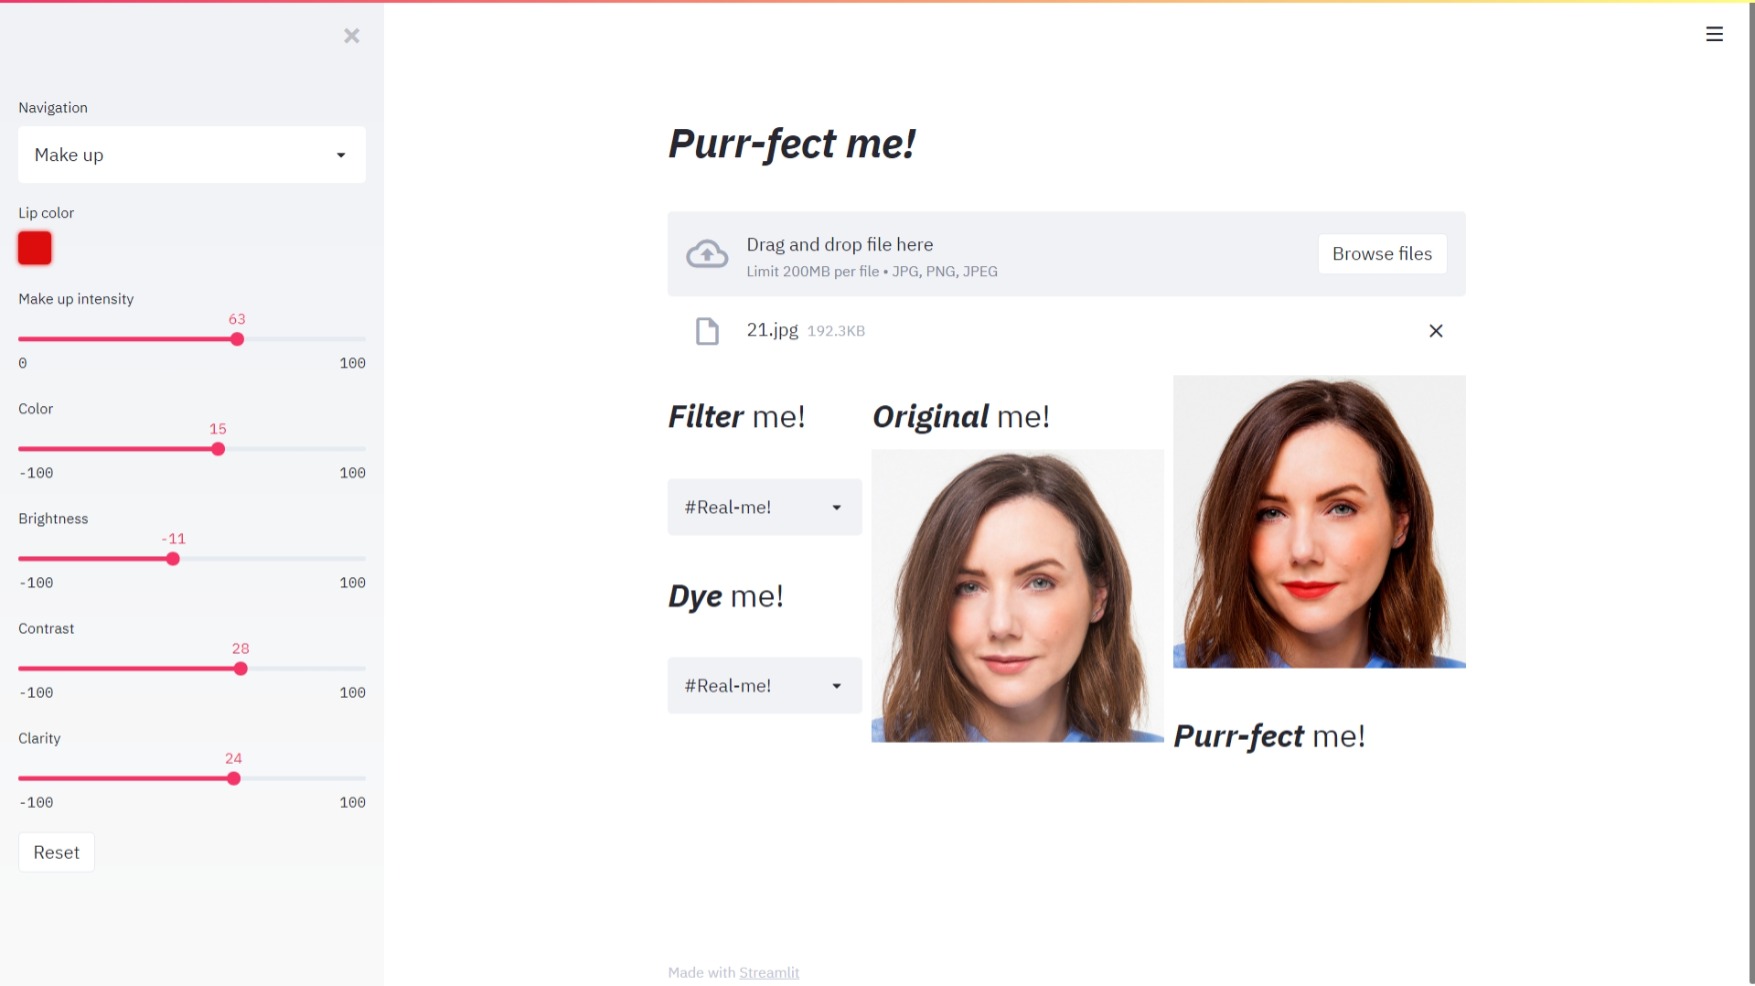 Navigation
Make up
Lip color
Make up intensity
63
0 100
Color
15
-100 100
Brightness
-11
-100 100
Contrast
28
-100 100
Clarity
24
-100 100
Reset
Purr-fect me!
Drag and drop file here
Limit 200MB per file • JPG, PNG, JPEG
Browse files
21.jpg 192.3KB
Filter me!
#Real-me!
Dye me!
#Real-me!
Original me!
Purr-fect me!
Made with Streamlit